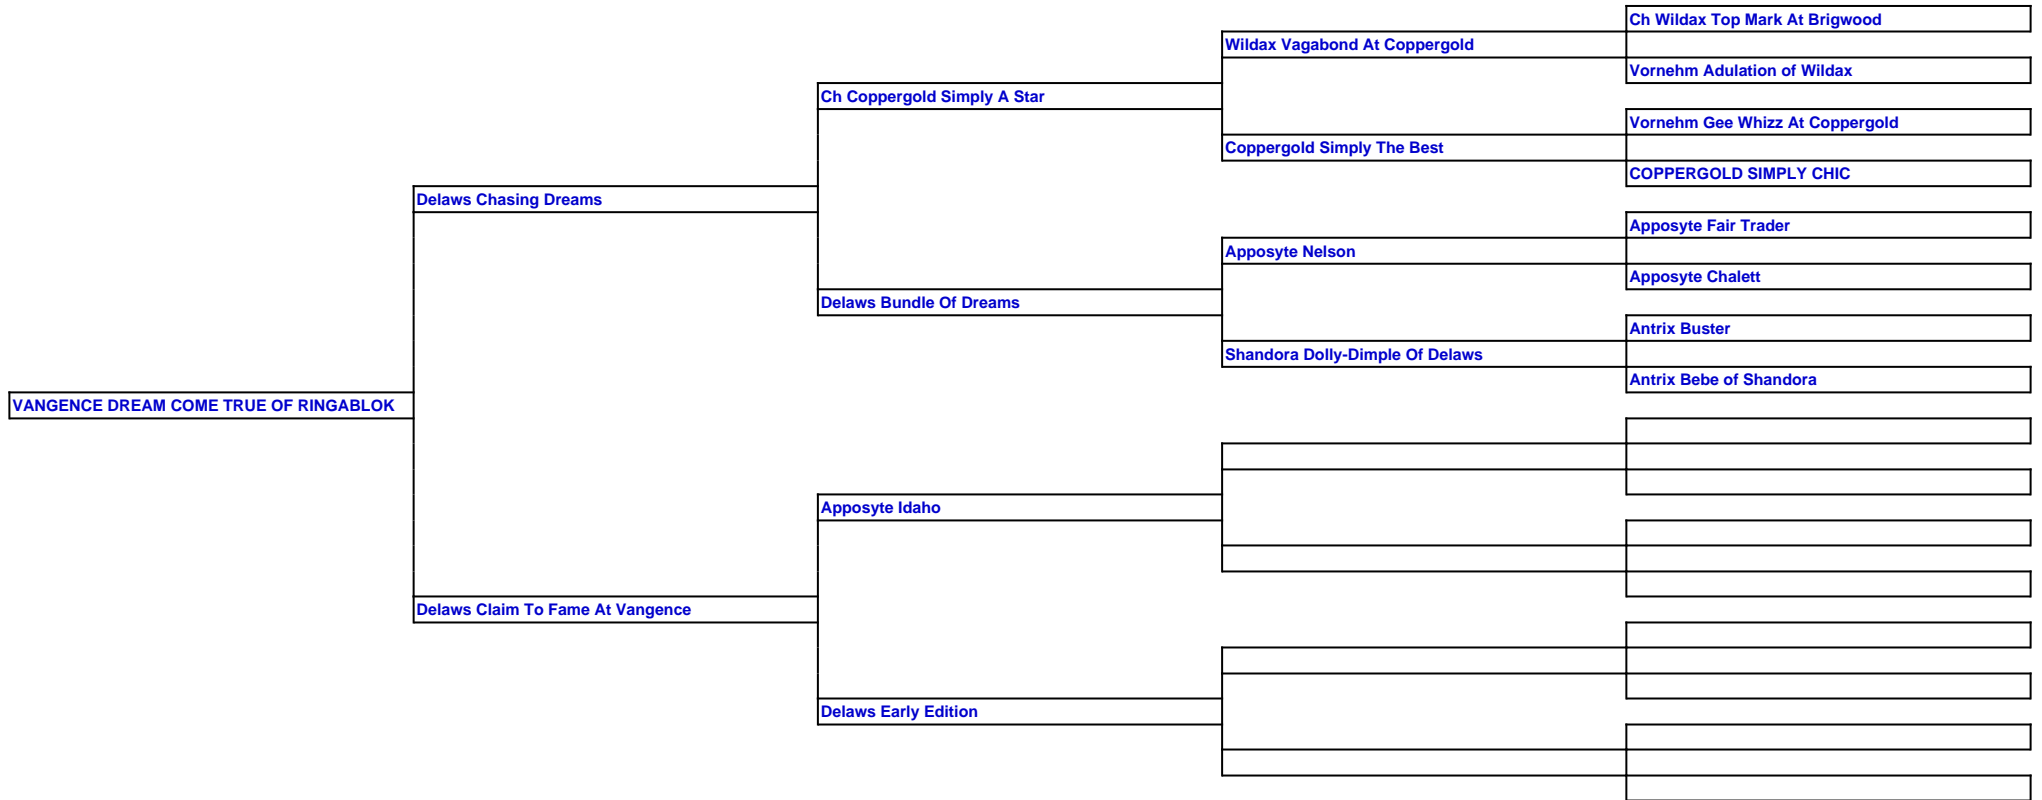 Ch Wildax Top Mark At Brigwood
Wildax Vagabond At Coppergold
Vornehm Adulation of Wildax
Ch Coppergold Simply A Star
Vornehm Gee Whizz At Coppergold
Coppergold Simply The Best
COPPERGOLD SIMPLY CHIC
Delaws Chasing Dreams
Apposyte Fair Trader
Apposyte Nelson
Apposyte Chalett
Delaws Bundle Of Dreams
Antrix Buster
Shandora Dolly-Dimple Of Delaws
Antrix Bebe of Shandora
VANGENCE DREAM COME TRUE OF RINGABLOK
Apposyte Idaho
Delaws Claim To Fame At Vangence
Delaws Early Edition